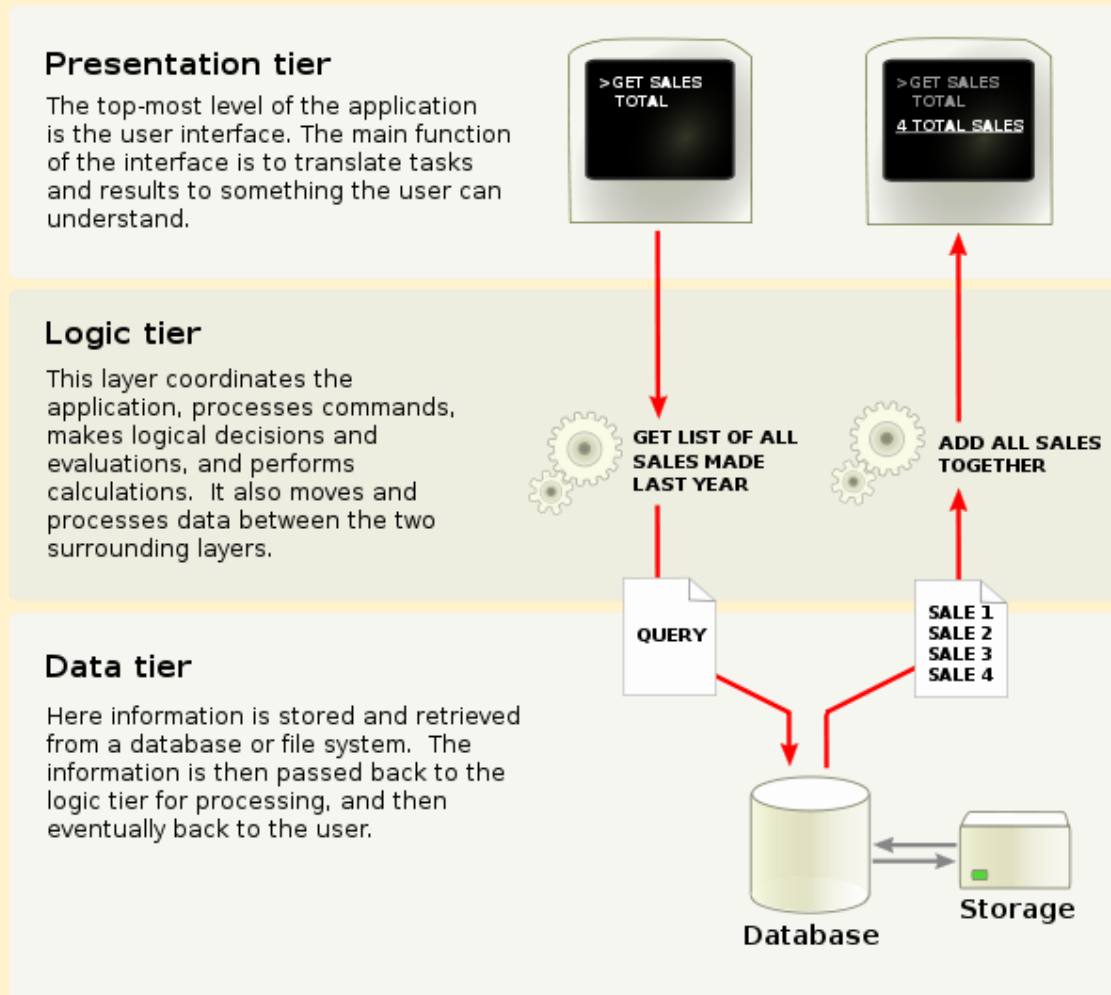 Presentation tier
The top-most level of the application
is the user interface. The main function
of the interface is to translate tasks
and results to something the user can
understand.
>GET SALES
TOTAL
>GET SALES
TOTAL
4 TOTAL SALES
Logic tier
This layer coordinates the
application, processes commands,
makes logical decisions and
evaluations, and performs
calculations.  It also moves and
processes data between the two
surrounding layers.
GET LIST OF ALL
SALES MADE
LAST YEAR
ADD ALL SALES
TOGETHER
QUERY
SALE 1
SALE 2
SALE 3
SALE 4
Data tier
Here information is stored and retrieved
from a database or file system.  The
information is then passed back to the
logic tier for processing, and then
eventually back to the user.
Database
Storage